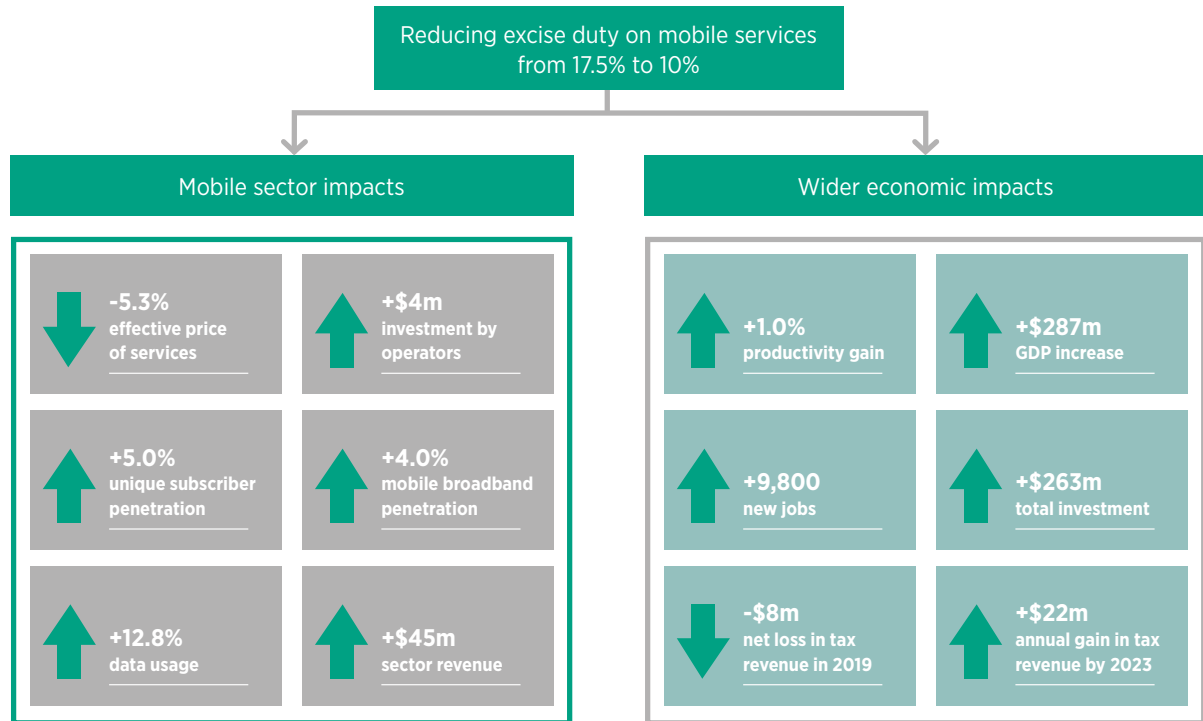 Reducing excise duty on mobile services
from 17.5% to 10%
Mobile sector impacts
-5.3%
effective price
of services
+$4m
investment by
operators
+5.0%
unique subscriber
penetration
+4.0%
mobile broadband
penetration
+12.8%
data usage
+$45m
sector revenue
Wider economic impacts
+1.0%
productivity gain
+$287m
GDP increase
+9,800
new jobs
+$263m
total investment
-$8m
net loss in tax
revenue in 2019
+$22m
annual gain in tax
revenue by 2023